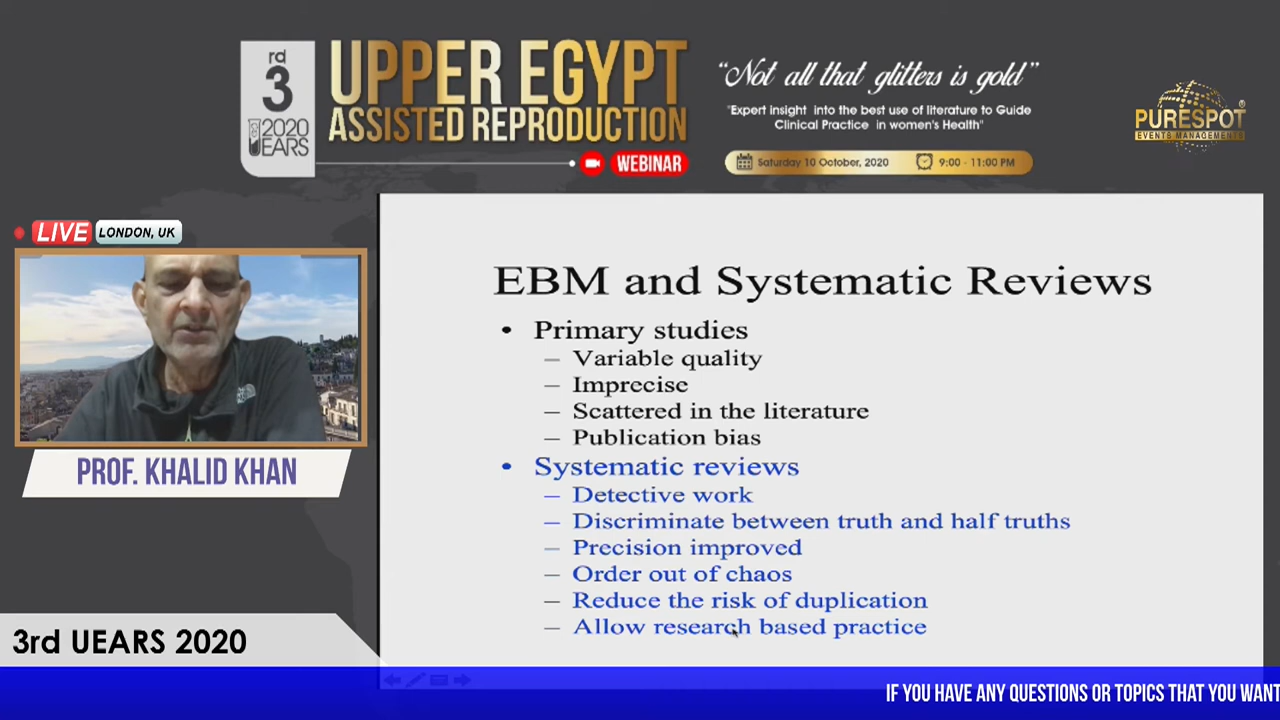 rd
3
2020
UEARS
UPPER EGYPT
ASSISTED REPRODUCTION
WEBINAR
“Not all that glitters is gold”
"Expert insight into the best use of literature to Guide
Clinical Practice in women's Health"
Saturday 10 October, 2020
9:00 - 11:00 PM
PURESPOT®
EVENTS MANAGEMENT
LIVE
LONDON, UK
PROF. KHALID KHAN
EBM and Systematic Reviews
• Primary studies
– Variable quality
– Imprecise
– Scattered in the literature
– Publication bias
• Systematic reviews
– Detective work
– Discriminate between truth and half truths
– Precision improved
– Order out of chaos
– Reduce the risk of duplication
– Allow research based practice
3rd UEARS 2020
IF YOU HAVE ANY QUESTIONS OR TOPICS THAT YOU WANT